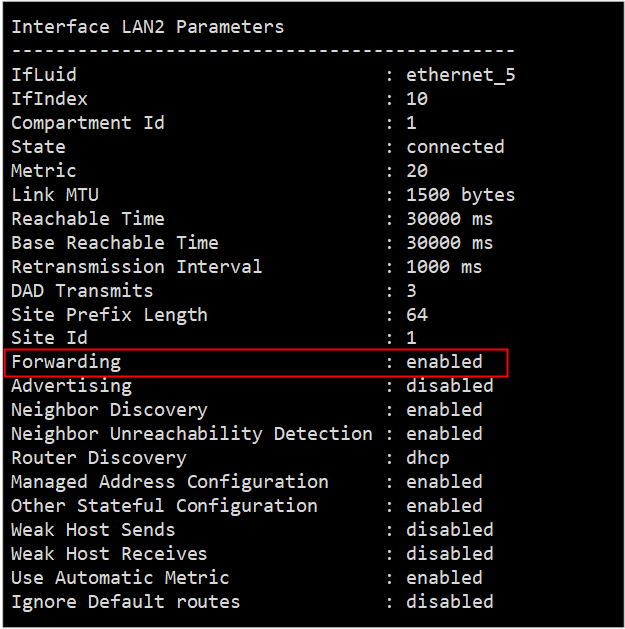 Interface LAN2 Parameters
----------------------------------------------
IfLuid                             : ethernet_5
IfIndex                            : 10
Compartment Id                     : 1
State                              : connected
Metric                             : 20
Link MTU                           : 1500 bytes
Reachable Time                     : 30000 ms
Base Reachable Time                : 30000 ms
Retransmission Interval            : 1000 ms
DAD Transmits                      : 3
Site Prefix Length                 : 64
Site Id                            : 1
Forwarding                         : enabled
Advertising                        : disabled
Neighbor Discovery                 : enabled
Neighbor Unreachability Detection  : enabled
Router Discovery                   : dhcp
Managed Address Configuration      : enabled
Other Stateful Configuration       : enabled
Weak Host Sends                    : disabled
Weak Host Receives                 : disabled
Use Automatic Metric               : enabled
Ignore Default routes              : disabled